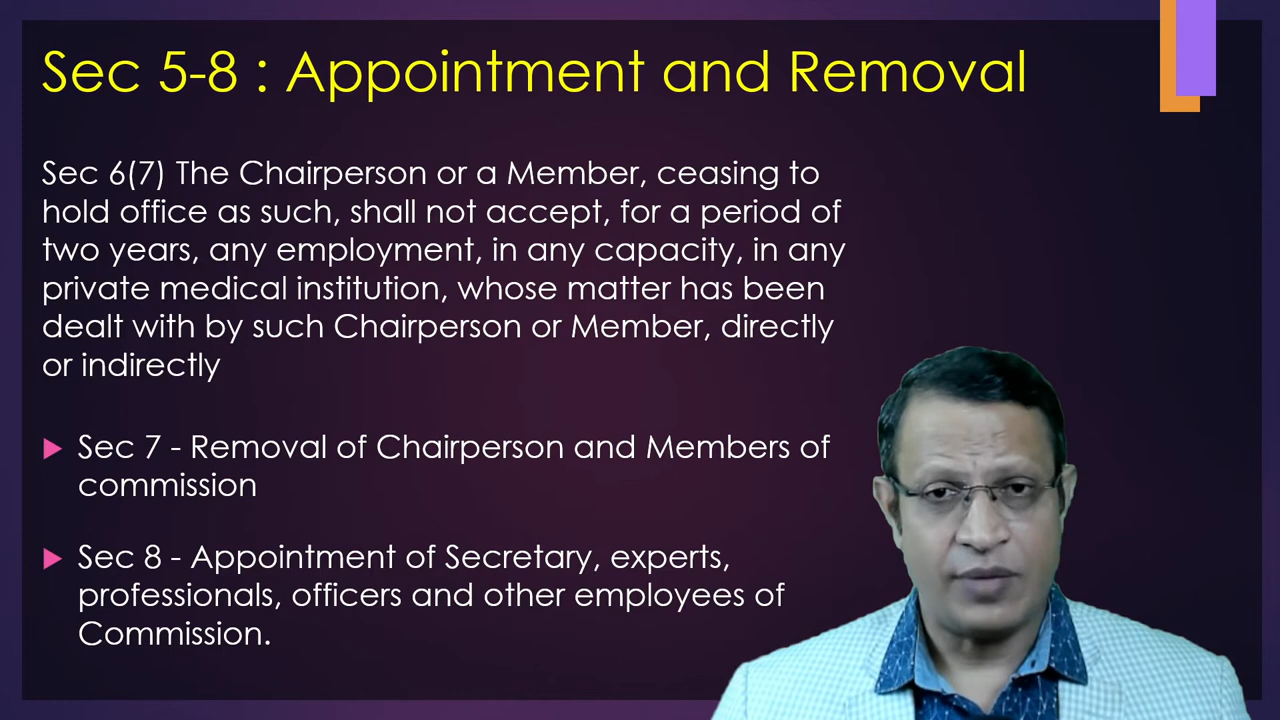 Sec 5-8 : Appointment and Removal
Sec 6(7) The Chairperson or a Member, ceasing to
hold office as such, shall not accept, for a period of
two years, any employment, in any capacity, in any
private medical institution, whose matter has been
dealt with by such Chairperson or Member, directly
or indirectly
Sec 7 - Removal of Chairperson and Members of
commission
Sec 8 - Appointment of Secretary, experts,
professionals, officers and other employees of
Commission.